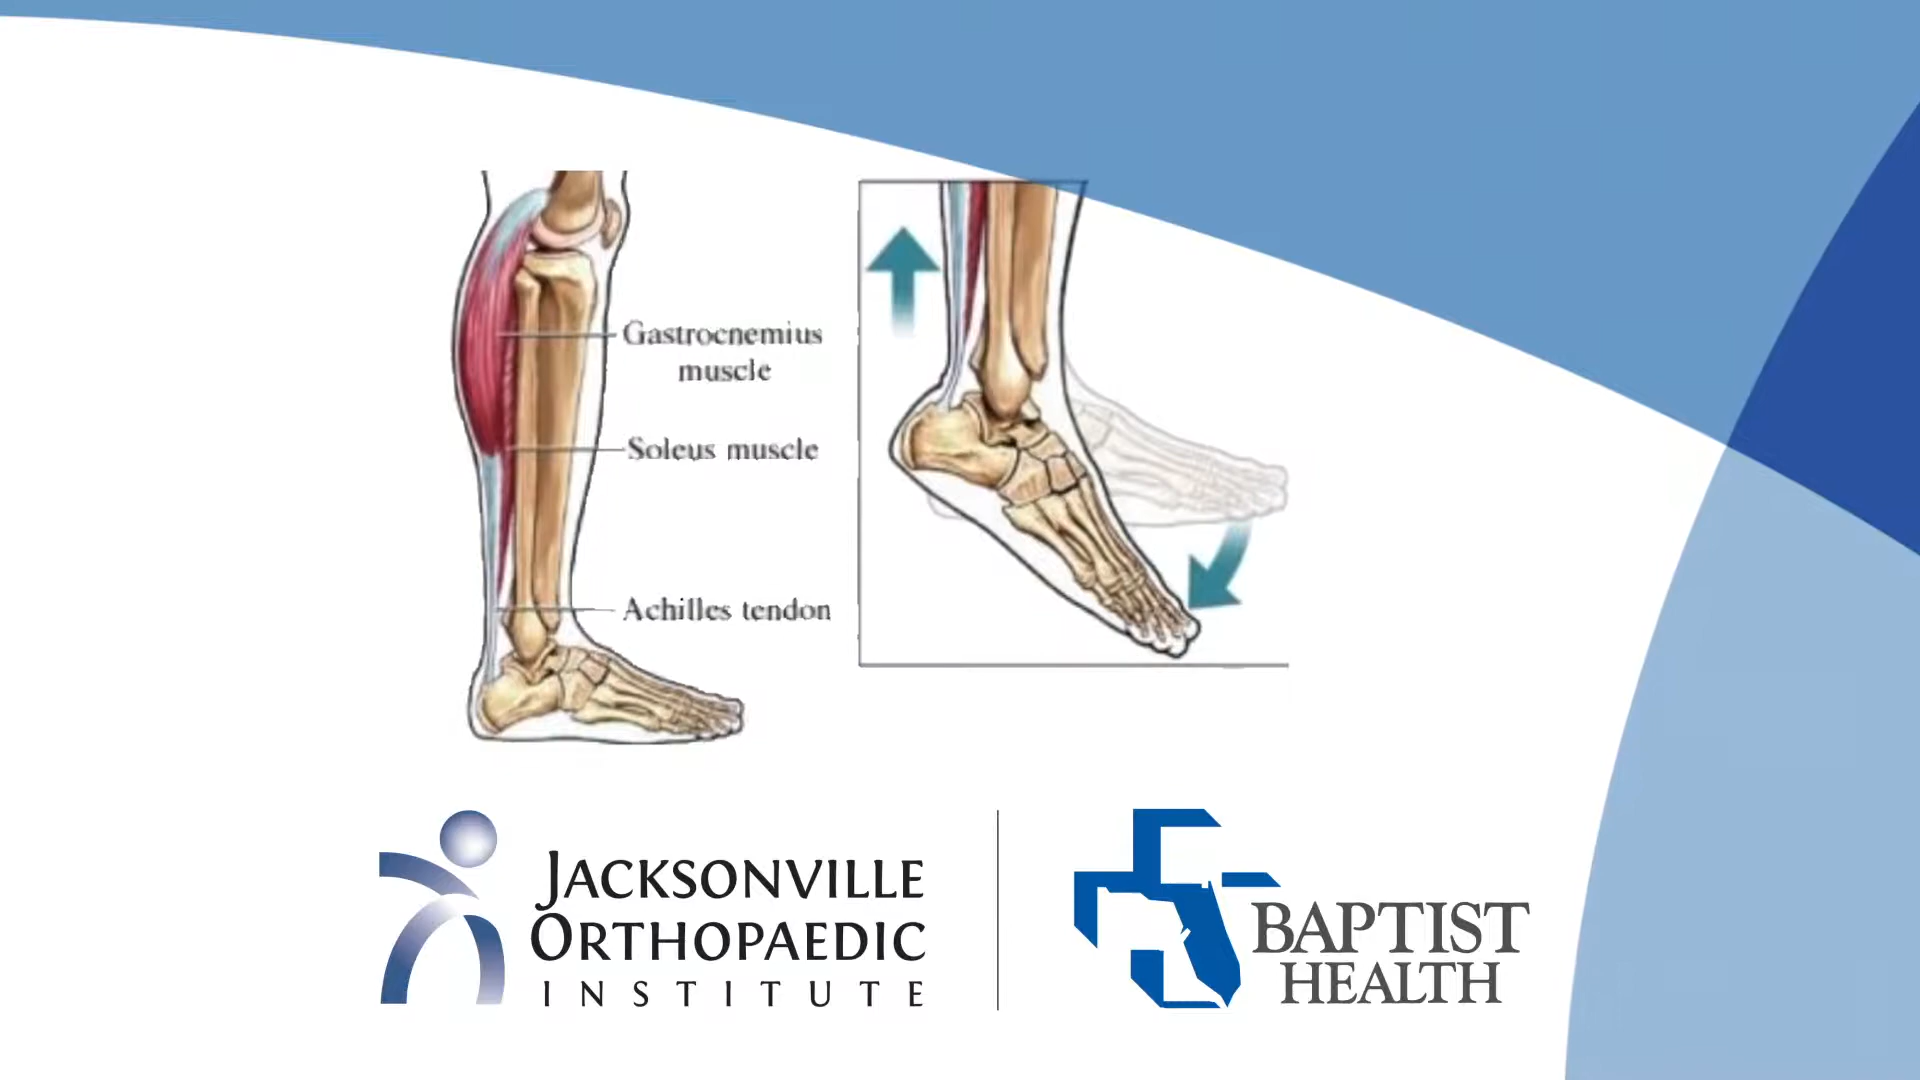 Gastrocnemius
muscle
Soleus muscle
Achilles tendon
JACKSONVILLE
ORTHOPAEDIC
INSTITUTE
BAPTIST
HEALTH